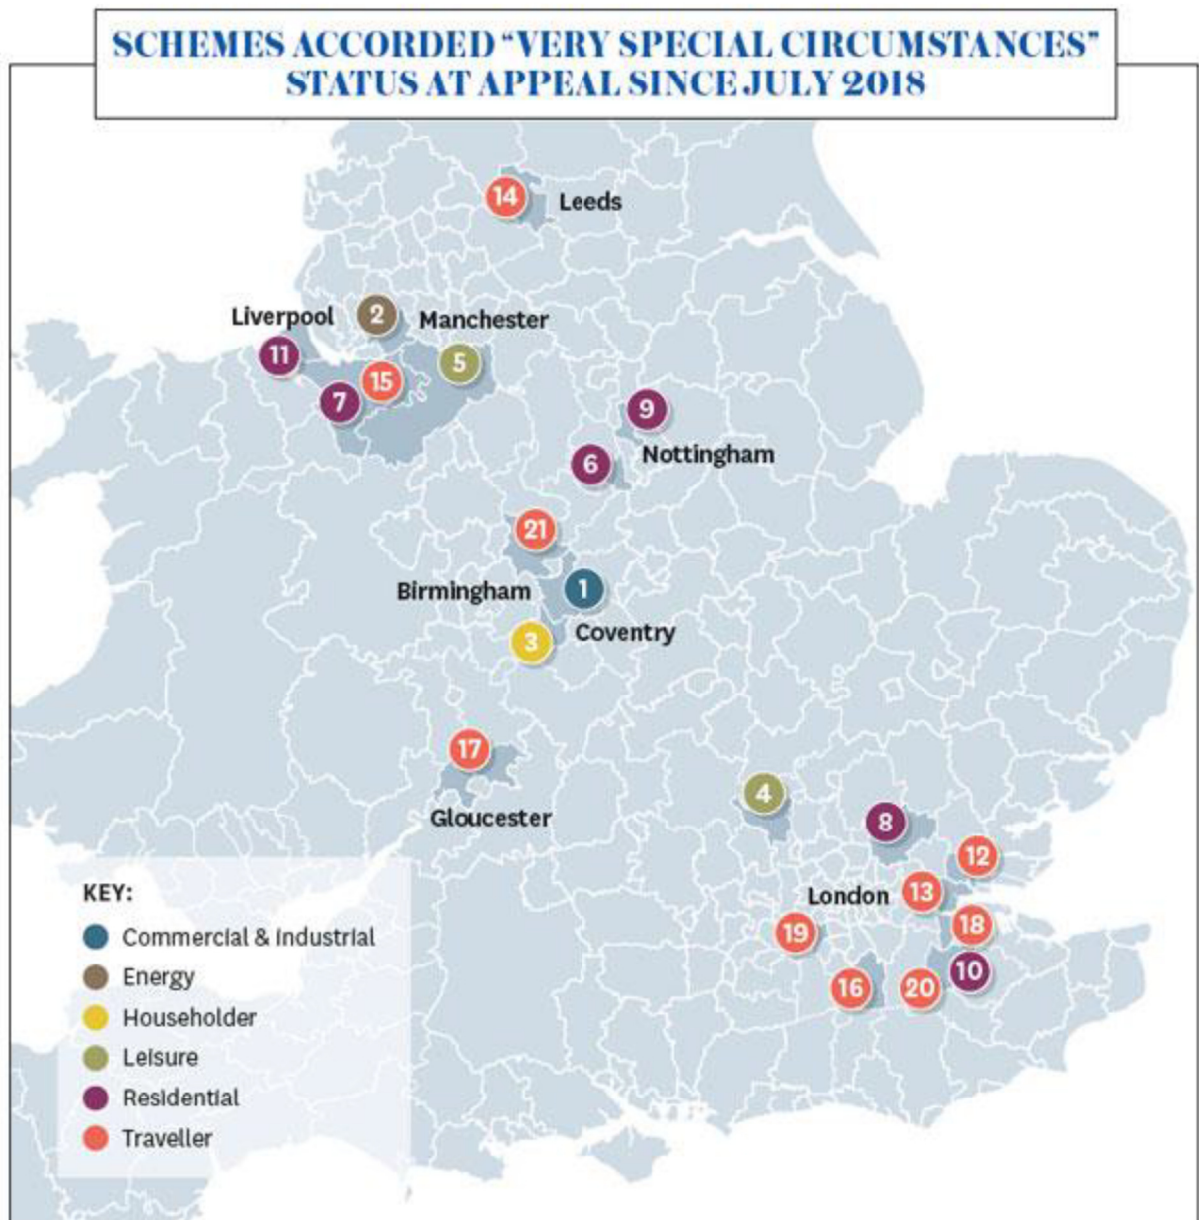 SCHEMES ACCORDED “VERY SPECIAL CIRCUMSTANCES”
STATUS AT APPEAL SINCE JULY 2018
14
Leeds
Liverpool
2
Manchester
11
5
15
7
9
Nottingham
6
21
Birmingham
1
Coventry
3
17
Gloucester
4
8
12
London
13
18
19
10
16
20
KEY:
Commercial & industrial
Energy
Householder
Leisure
Residential
Traveller